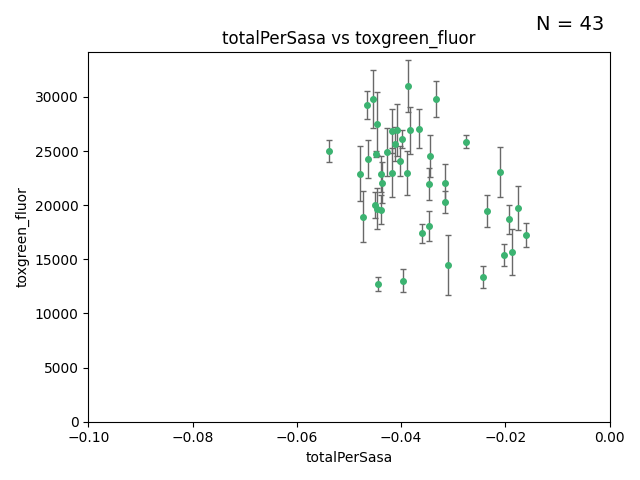 N = 43
totalPerSasa vs toxgreen_fluor
toxgreen_fluor
30000
25000
20000
15000
10000
5000
0
−0.10 −0.08 −0.06 −0.04 −0.02 0.00
totalPerSasa